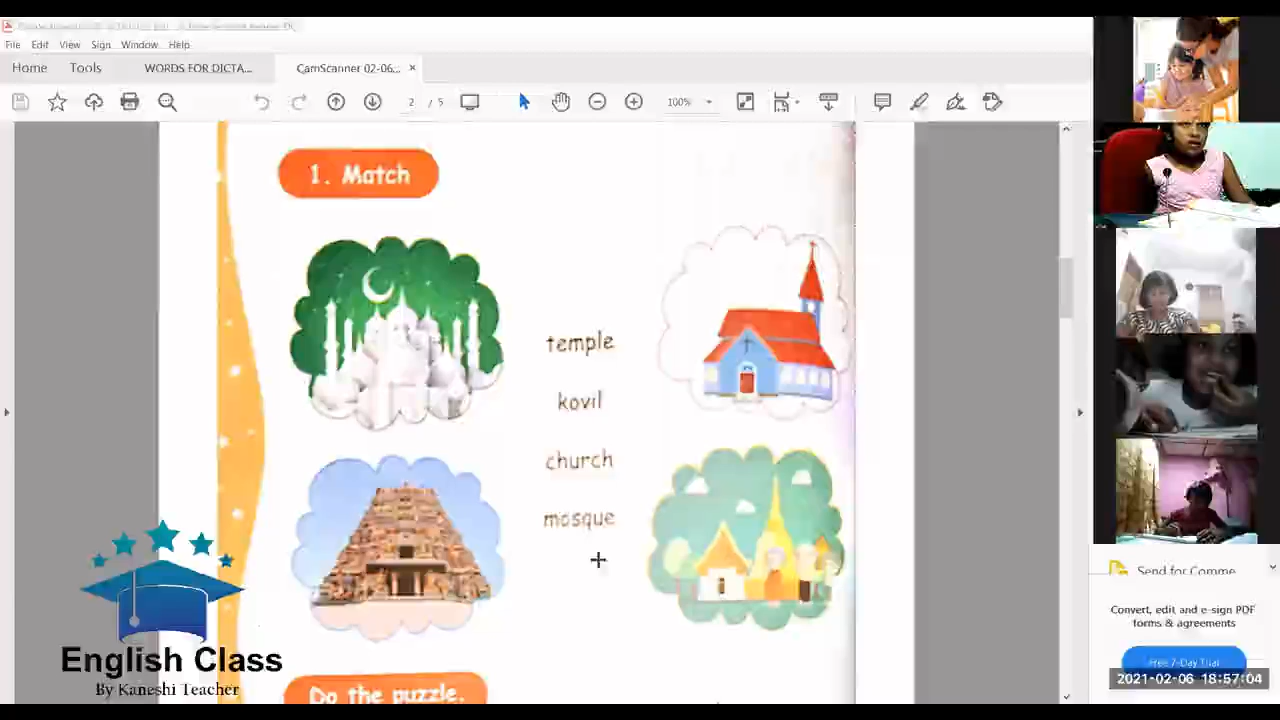 File Edit View Sign Window Help
Home Tools WORDS FOR DICTA... CamScanner 02-06... ×
2 / 5 100%
1. Match
temple
kovil
church
mosque
Do the puzzle.
English Class
By Kaneshi Teacher
Send for Comme
Convert, edit and e-sign PDF
forms & agreements
Free 7-Day Trial
2021-02-06 18:57:04